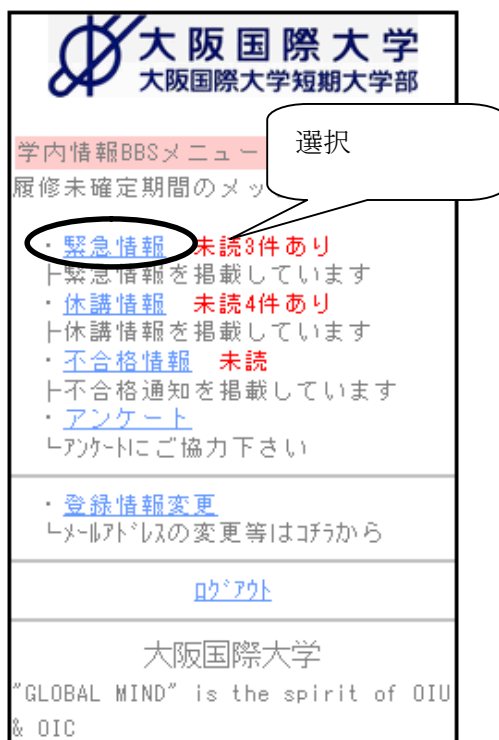 大阪国際大学
大阪国際大学短期大学部
選択
学内情報BBSメニュー
履修未確定期間のメッ
・緊急情報 未読3件あり
├緊急情報を掲載しています
・休講情報 未読4件あり
├休講情報を掲載しています
・不合格情報 未読
├不合格通知を掲載しています
・アンケート
└ｱﾝｹｰﾄにご協力下さい
・登録情報変更
└ﾒｰﾙｱﾄﾞﾚｽの変更等はｺﾁﾗから
ﾛｸﾞｱｳﾄ
大阪国際大学
"GLOBAL MIND" is the spirit of OIU
& OIC